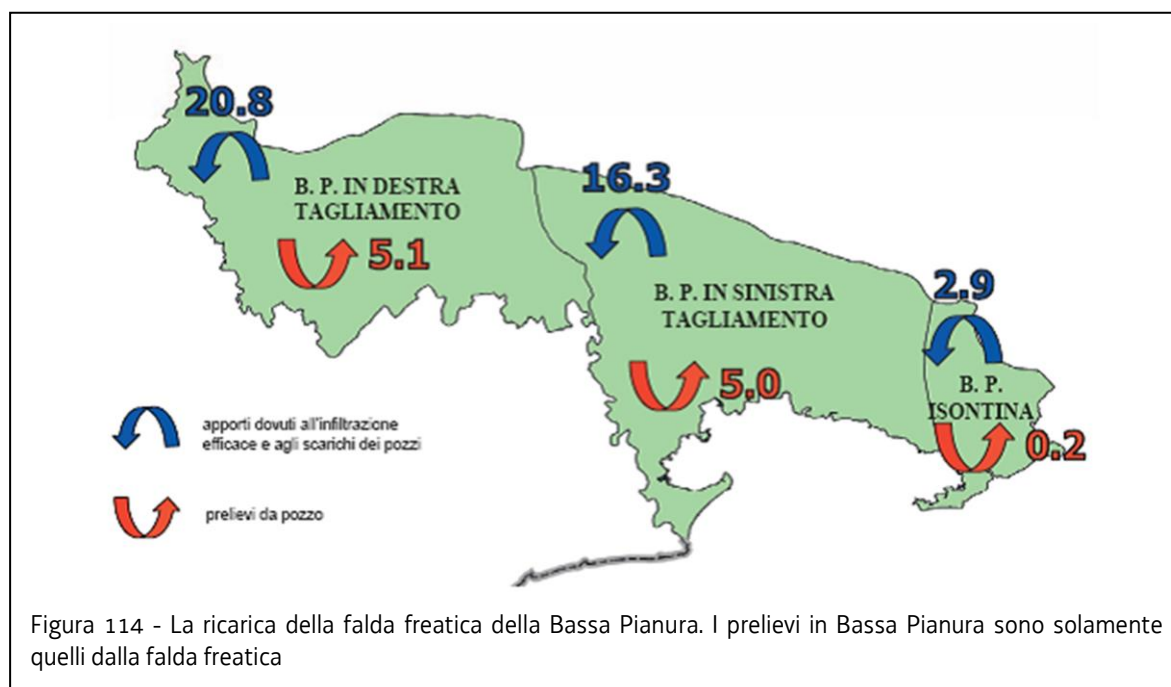 20.8
B. P. IN DESTRA
TAGLIAMENTO
5.1
16.3
B. P. IN SINISTRA
TAGLIAMENTO
5.0
2.9
B. P.
ISONTINA
0.2
apporti dovuti all'infiltrazione
efficace e agli scarichi dei pozzi
prelievi da pozzo
Figura 114 - La ricarica della falda freatica della Bassa Pianura. I prelievi in Bassa Pianura sono solamente
quelli dalla falda freatica